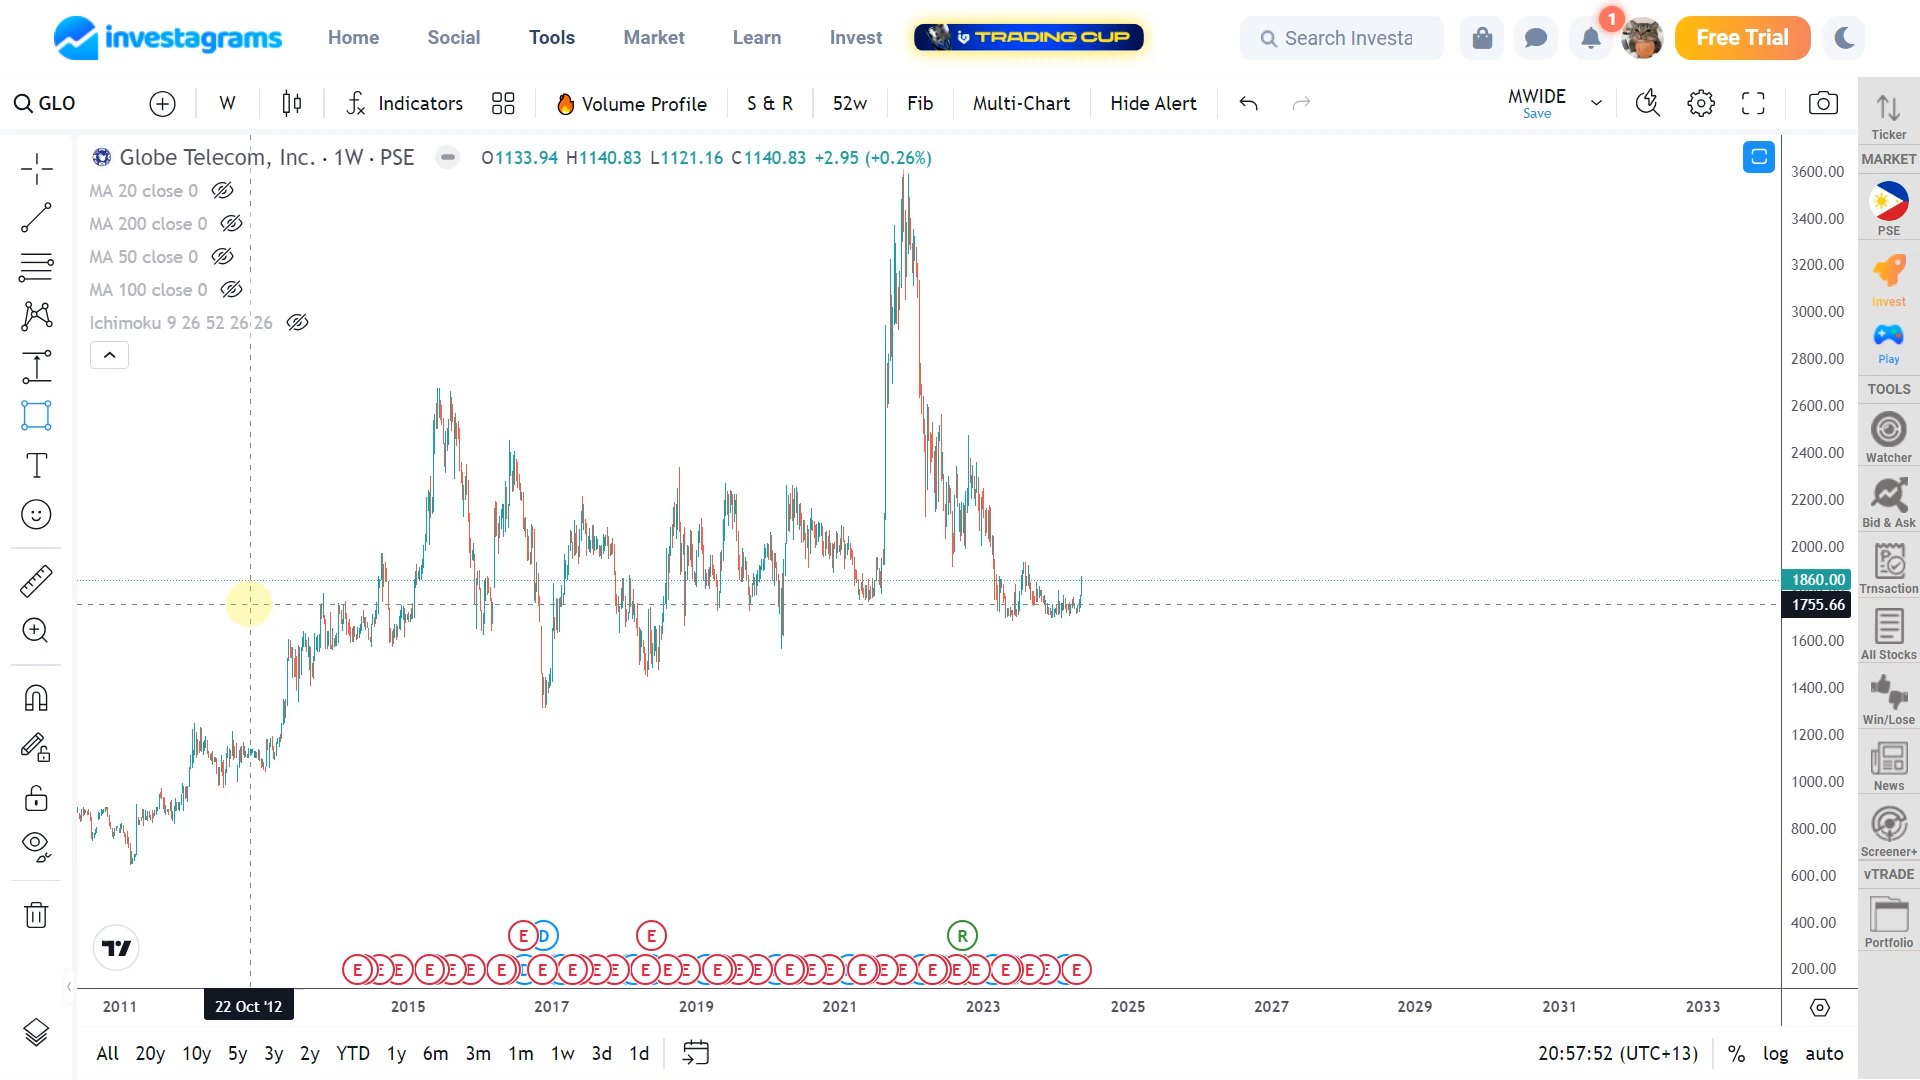 investagrams
Home
Social
Tools
Market
Learn
Invest
TRADING CUP
Search Investa
1
Free Trial
GLO
W
Indicators
Volume Profile
S & R
52w
Fib
Multi-Chart
Hide Alert
MWIDE
Save
Globe Telecom, Inc. · 1W · PSE
O1133.94 H1140.83 L1121.16 C1140.83 +2.95 (+0.26%)
MA 20 close 0
MA 200 close 0
MA 50 close 0
MA 100 close 0
Ichimoku 9 26 52 26 26
3600.00
3400.00
3200.00
3000.00
2800.00
2600.00
2400.00
2200.00
2000.00
1860.00
1755.66
1600.00
1400.00
1200.00
1000.00
800.00
600.00
400.00
200.00
Ticker
MARKET
PSE
Invest
Play
TOOLS
Watcher
Bid & Ask
Trnsaction
All Stocks
Win/Lose
News
Screener+
vTRADE
Portfolio
E D E R
E E E E E E E E E E E E E E E E E E E E E E E E E E E E E E
2011
22 Oct '12
2015
2017
2019
2021
2023
2025
2027
2029
2031
2033
All 20y 10y 5y 3y 2y YTD 1y 6m 3m 1m 1w 3d 1d
20:57:52 (UTC+13)
% log auto